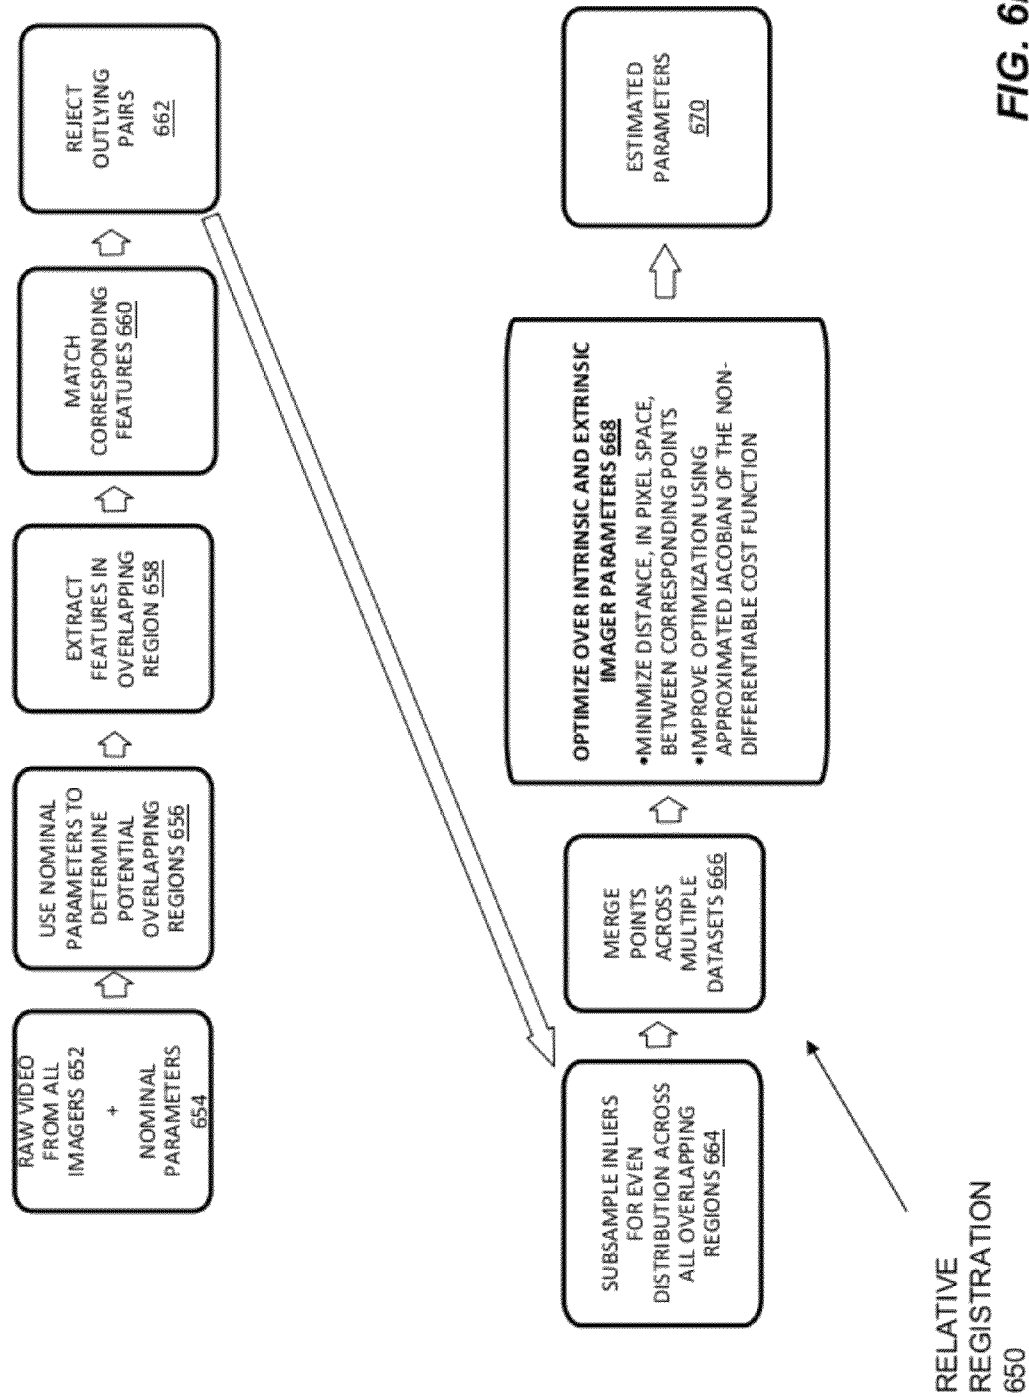 RAW VIDEO
FROM ALL
IMAGERS 652
+
NOMINAL
PARAMETERS
654
USE NOMINAL
PARAMETERS TO
DETERMINE
POTENTIAL
OVERLAPPING
REGIONS 656
EXTRACT
FEATURES IN
OVERLAPPING
REGION 658
MATCH
CORRESPONDING
FEATURES 660
REJECT
OUTLYING
PAIRS
662
SUBSAMPLE INLIERS
FOR EVEN
DISTRIBUTION ACROSS
ALL OVERLAPPING
REGIONS 664
MERGE
POINTS
ACROSS
MULTIPLE
DATASETS 666
OPTIMIZE OVER INTRINSIC AND EXTRINSIC
IMAGER PARAMETERS 668
•MINIMIZE DISTANCE, IN PIXEL SPACE,
BETWEEN CORRESPONDING POINTS
•IMPROVE OPTIMIZATION USING
APPROXIMATED JACOBIAN OF THE NON-
DIFFERENTIABLE COST FUNCTION
ESTIMATED
PARAMETERS
670
RELATIVE
REGISTRATION
650
FIG.